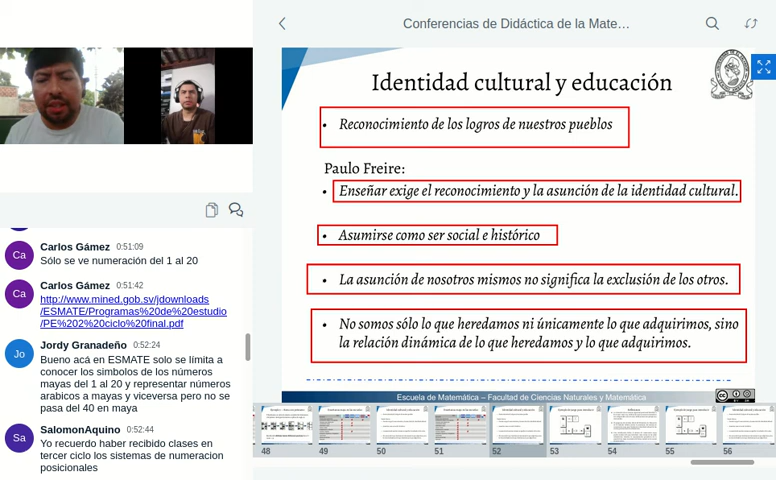 Conferencias de Didáctica de la Mate…
Identidad cultural y educación
• Reconocimiento de los logros de nuestros pueblos
Paulo Freire:
• Enseñar exige el reconocimiento y la asunción de la identidad cultural.
• Asumirse como ser social e histórico
• La asunción de nosotros mismos no significa la exclusión de los otros.
• No somos sólo lo que heredamos ni únicamente lo que adquirimos, sino
la relación dinámica de lo que heredamos y lo que adquirimos.
Escuela de Matemática – Facultad de Ciencias Naturales y Matemática
48 49 50 51 52 53 54 55 56
Ca
Carlos Gámez 0:51:09
Sólo se ve numeración del 1 al 20
Ca
Carlos Gámez 0:51:42
http://www.mined.gob.sv/jdownloads
/ESMATE/Programas%20de%20estudio
/PE%202%20ciclo%20final.pdf
Jo
Jordy Granadeño 0:52:24
Bueno acá en ESMATE solo se límita a
conocer los simbolos de los números
mayas del 1 al 20 y representar números
arabicos a mayas y viceversa pero no se
pasa del 40 en maya
Sa
SalomonAquino 0:52:44
Yo recuerdo haber recibido clases en
tercer ciclo los sistemas de numeracion
posicionales